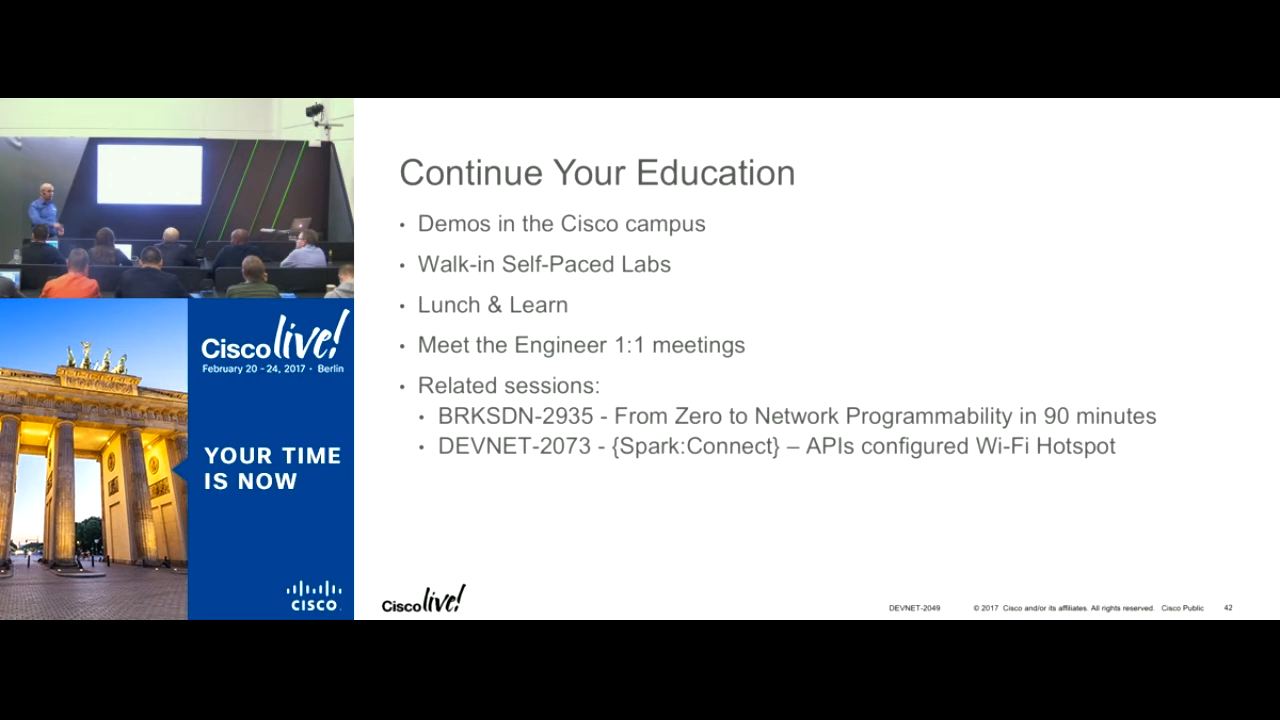 Continue Your Education
• Demos in the Cisco campus
• Walk-in Self-Paced Labs
• Lunch & Learn
• Meet the Engineer 1:1 meetings
• Related sessions:
• BRKSDN-2935 - From Zero to Network Programmability in 90 minutes
• DEVNET-2073 - {Spark:Connect} – APIs configured Wi-Fi Hotspot
Cisco live!
February 20 - 24, 2017 • Berlin
YOUR TIME
IS NOW
CISCO
Cisco live!
DEVNET-2049 © 2017 Cisco and/or its affiliates. All rights reserved. Cisco Public 42